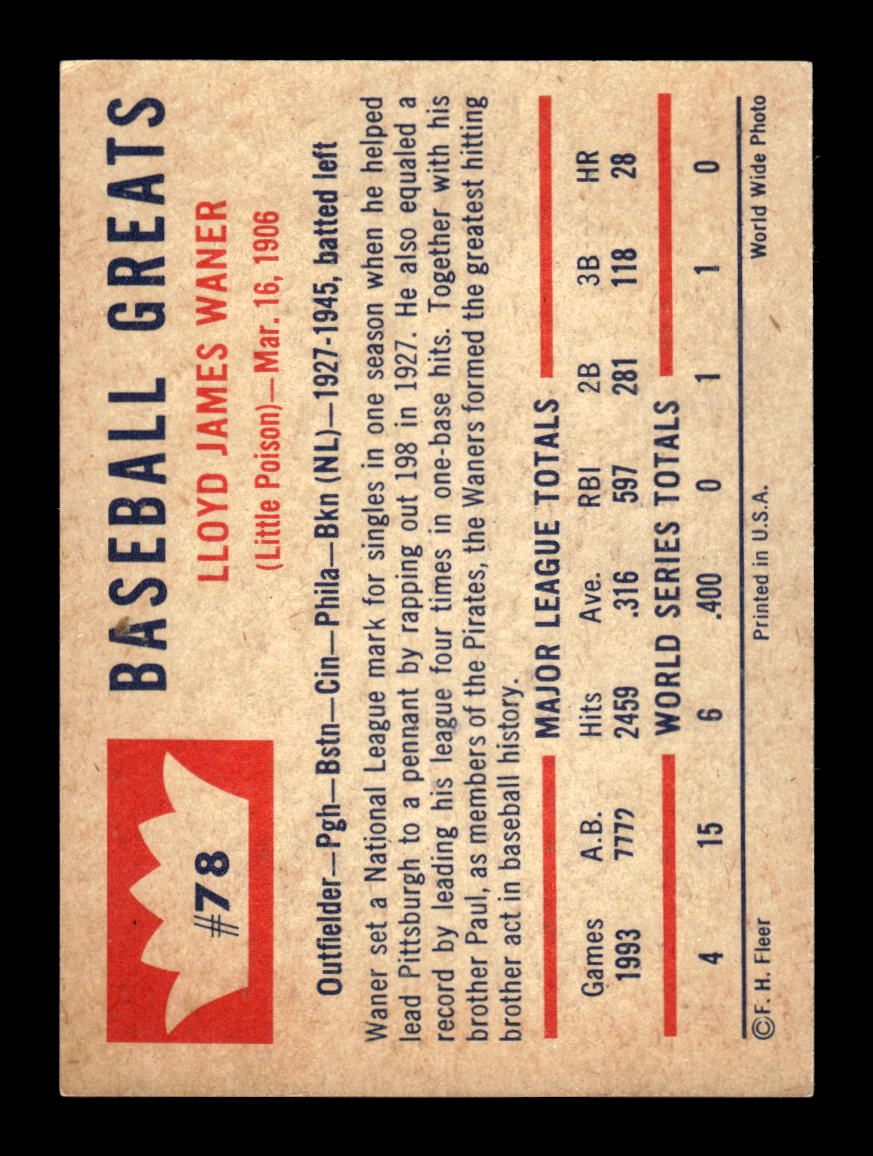 #78
BASEBALL GREATS
LLOYD JAMES WANER
(Little Poison)—Mar. 16, 1906
Outfielder—Pgh—Bstn—Cin—Phila—Bkn (NL)—1927-1945, batted left
Waner set a National League mark for singles in one season when he helped
lead Pittsburgh to a pennant by rapping out 198 in 1927. He also equaled a
record by leading his league four times in one-base hits. Together with his
brother Paul, as members of the Pirates, the Waners formed the greatest hitting
brother act in baseball history.
MAJOR LEAGUE TOTALS
Games A.B. Hits Ave. RBI 2B 3B HR
1993 7772 2459 .316 597 281 118 28
WORLD SERIES TOTALS
4 15 6 .400 0 1 1 0
©F. H. Fleer Printed in U.S.A. World Wide Photo